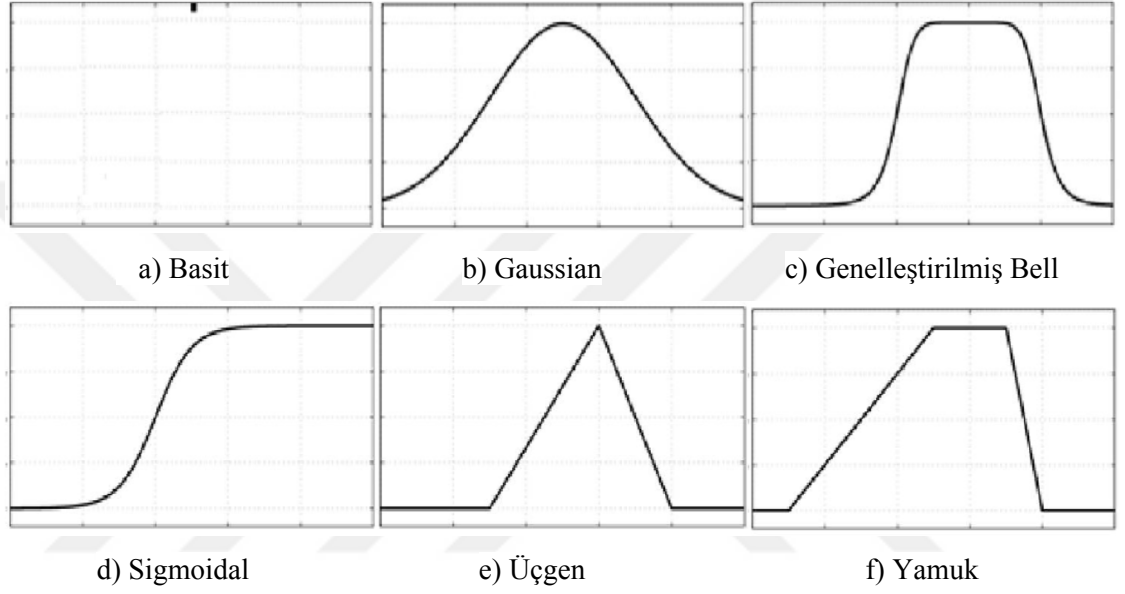 a) Basit
b) Gaussian
c) Genelleştirilmiş Bell
d) Sigmoidal
e) Üçgen
f) Yamuk